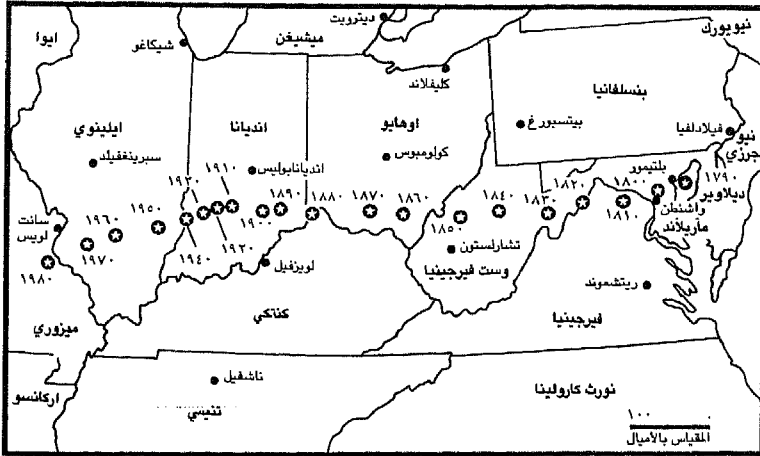 نيويورك
ديترويت
ميشيغن
ايوا
شيكاغو
كليفلاند
بنسلفانيا
ايلينوي
انديانا
اوهايو
بيتسبورغ
فيلادلفيا
نيو
جرزي
سبرينغفيلد
انديانابوليس
كولومبوس
بلتيمور
١٧٩٠
ديلاوير
واشنطن
ماريلاند
١٨٠٠
١٨١٠
١٨٢٠
١٨٣٠
١٨٤٠
١٨٥٠
١٨٦٠
١٨٧٠
١٨٨٠
١٨٩٠
١٩٠٠
١٩١٠
١٩٢٠
١٩٣٠
١٩٤٠
١٩٥٠
١٩٦٠
١٩٧٠
١٩٨٠
سانت
لويس
تشارلستون
وست فيرجينيا
لويزفيل
ريتشموند
كنتاكي
فيرجينيا
ميزوري
ناشفيل
اركانسو
تنيسي
نورث كارولينا
١٠٠ ٠
المقياس بالأميال